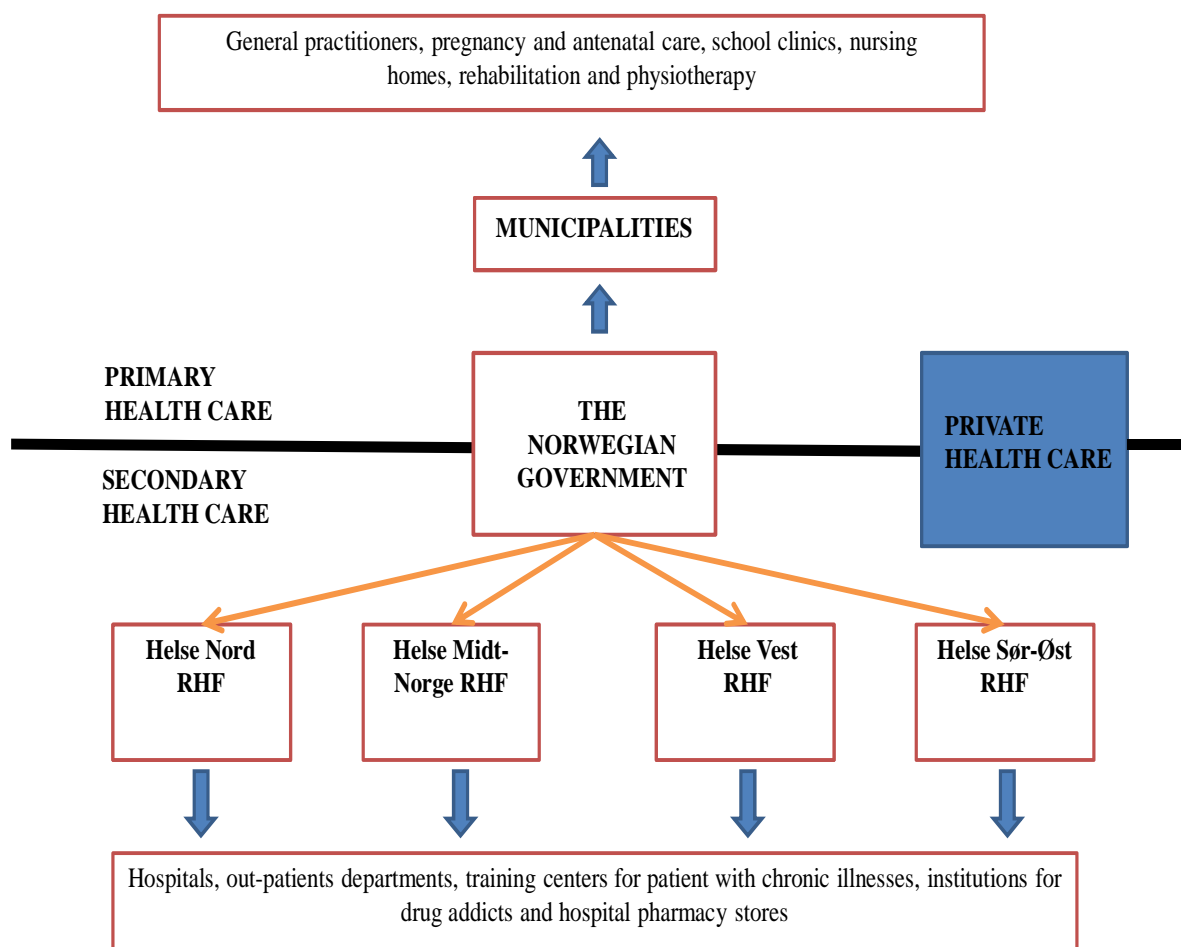 General practitioners, pregnancy and antenatal care, school clinics, nursing
homes, rehabilitation and physiotherapy
MUNICIPALITIES
PRIMARY
HEALTH CARE
THE
NORWEGIAN
GOVERNMENT
PRIVATE
HEALTH CARE
SECONDARY
HEALTH CARE
Helse Nord
RHF
Helse Midt-
Norge RHF
Helse Vest
RHF
Helse Sør-Øst
RHF
Hospitals, out-patients departments, training centers for patient with chronic illnesses, institutions for
drug addicts and hospital pharmacy stores